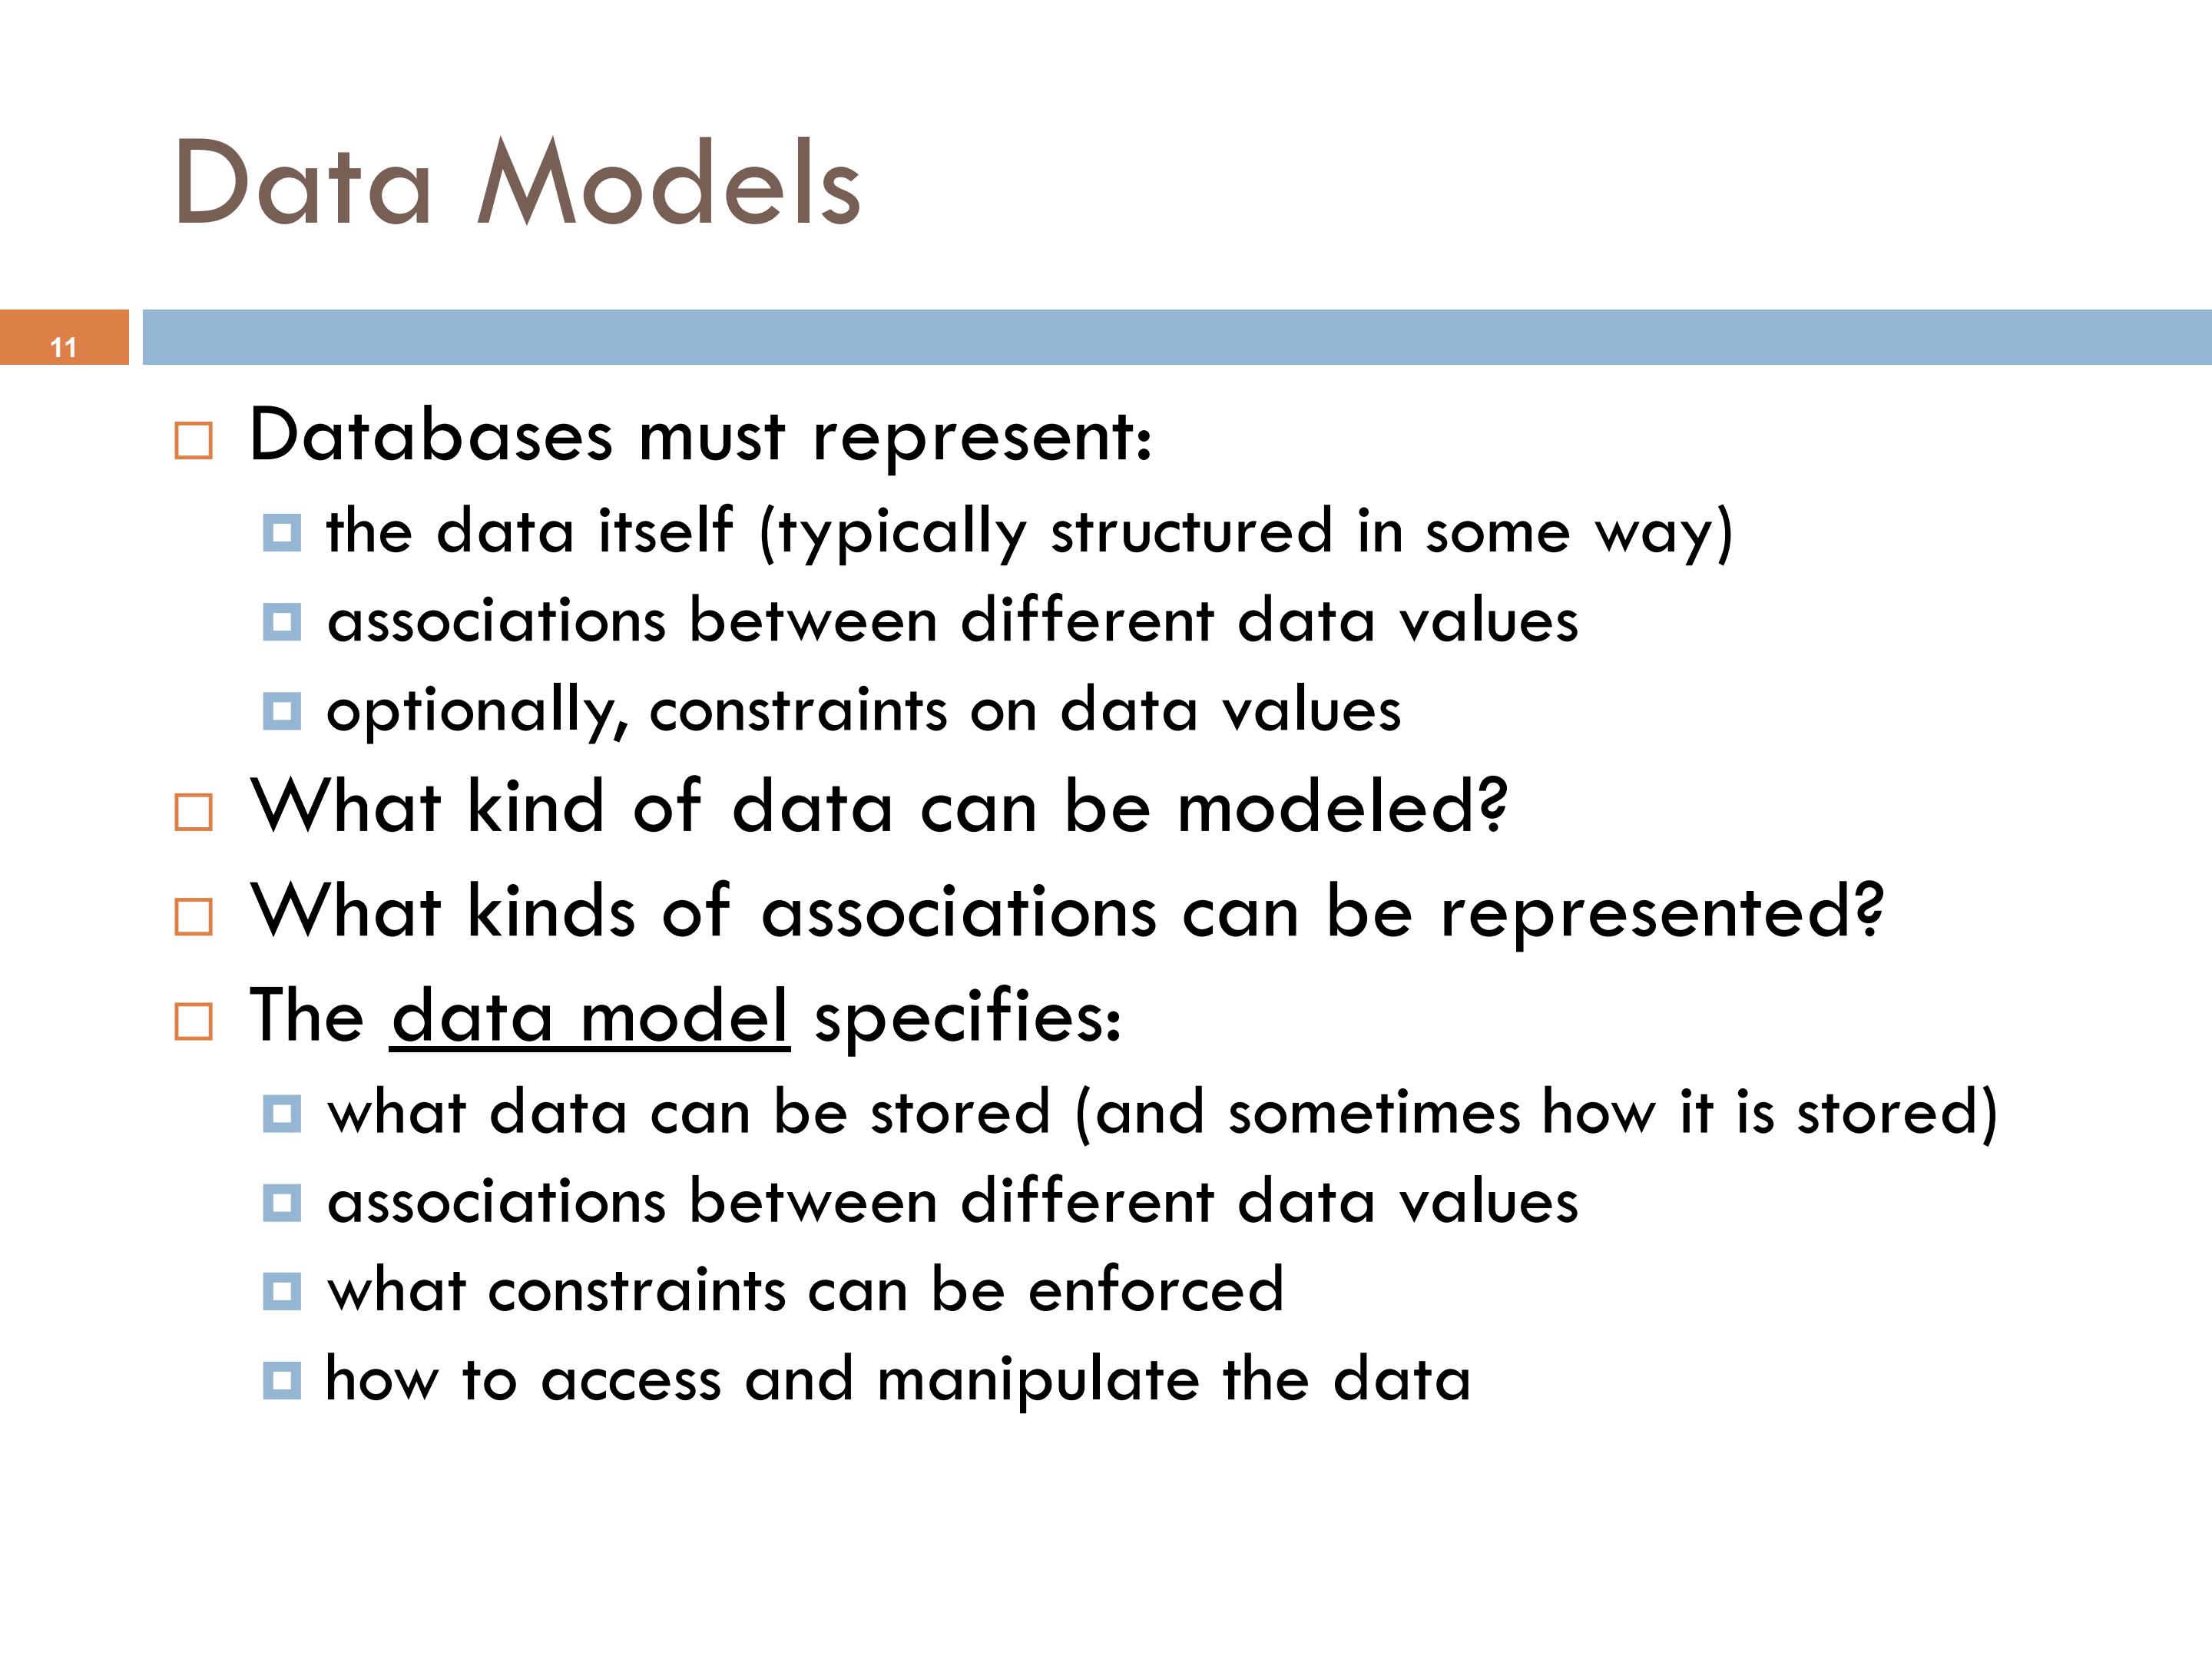 Data Models
11
Databases must represent:
the data itself (typically structured in some way)
associations between different data values
optionally, constraints on data values
What kind of data can be modeled?
What kinds of associations can be represented?
The data model specifies:
what data can be stored (and sometimes how it is stored)
associations between different data values
what constraints can be enforced
how to access and manipulate the data